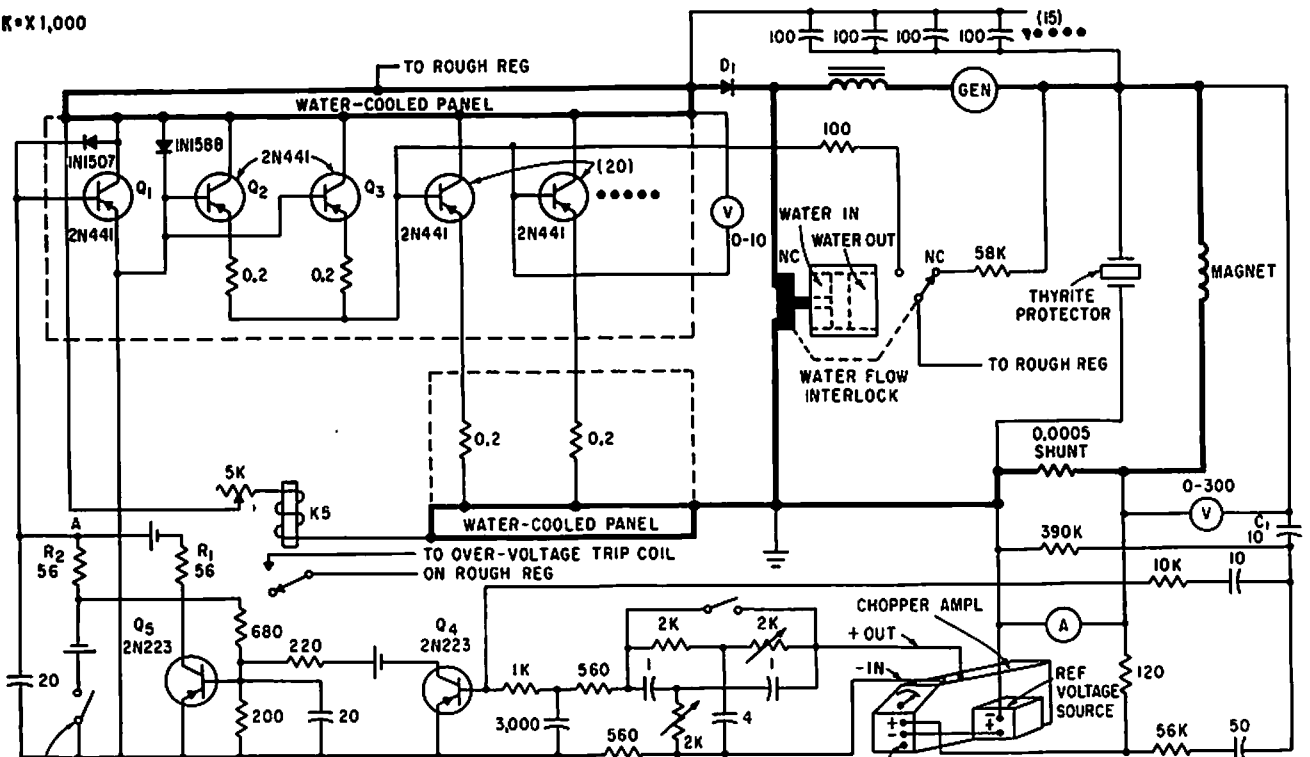 K=X1,000
(15)
100 100 100 100
TO ROUGH REG
D1
GEN
WATER-COOLED PANEL
100
1N1507
1N1588
2N441
(20)
Q1
Q2
Q3
2N441
2N441
2N441
V
0-10
WATER IN
WATER OUT
NC
NC
58K
0.2
0.2
THYRITE
PROTECTOR
MAGNET
TO ROUGH REG
WATER FLOW
INTERLOCK
0.2
0.2
0.0005
SHUNT
5K
K5
WATER-COOLED PANEL
0-300
V
C1
10
A
R2
56
R1
56
TO OVER-VOLTAGE TRIP COIL
ON ROUGH REG
390K
10K
10
Q5
2N223
680
220
Q4
2N223
2K
2K
CHOPPER AMPL
+ OUT
A
1K
560
1
1
-IN
REF
VOLTAGE
SOURCE
120
20
200
20
3,000
560
2K
4
+
-
-
+
56K
50